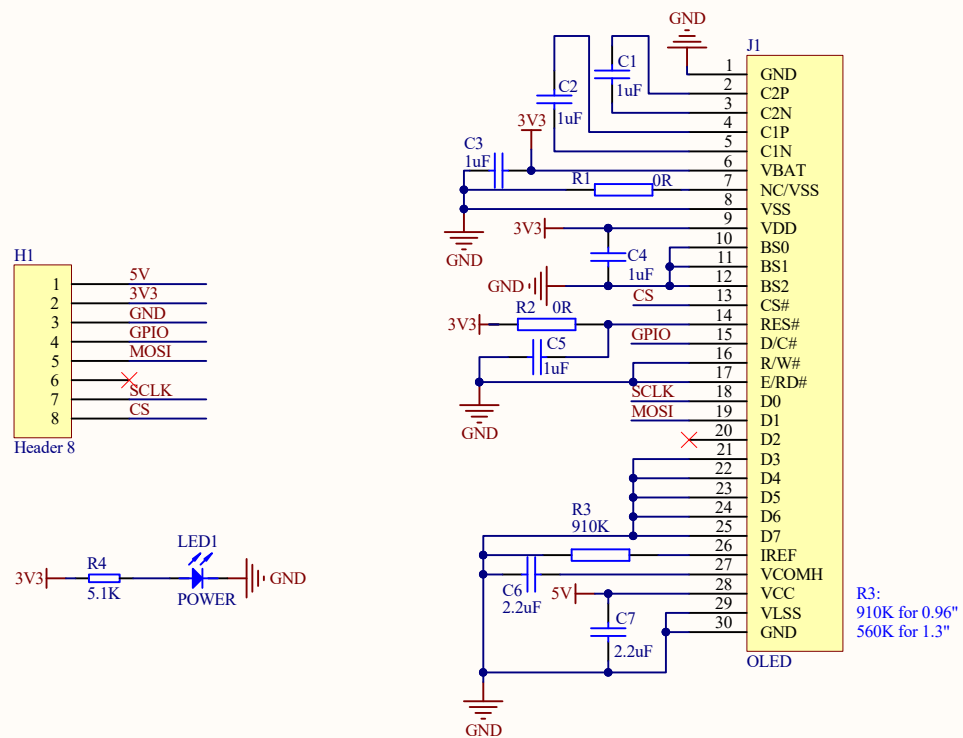 H1
1 5V
2 3V3
3 GND
4 GPIO
5 MOSI
6
7 SCLK
8 CS
Header 8
3V3
R4
5.1K
LED1
POWER
GND
GND
J1
C1
1uF
C2
1uF
3V3
C3
1uF
R1 0R
GND
3V3
C4
1uF
GND
CS
R2 0R
3V3
C5
1uF
GPIO
GND
SCLK
MOSI
R3
910K
C6
2.2uF
5V
C7
2.2uF
GND
1 GND
2 C2P
3 C2N
4 C1P
5 C1N
6 VBAT
7 NC/VSS
8 VSS
9 VDD
10 BS0
11 BS1
12 BS2
13 CS#
14 RES#
15 D/C#
16 R/W#
17 E/RD#
18 D0
19 D1
20 D2
21 D3
22 D4
23 D5
24 D6
25 D7
26 IREF
27 VCOMH
28 VCC
29 VLSS
30 GND
OLED
R3:
910K for 0.96"
560K for 1.3"